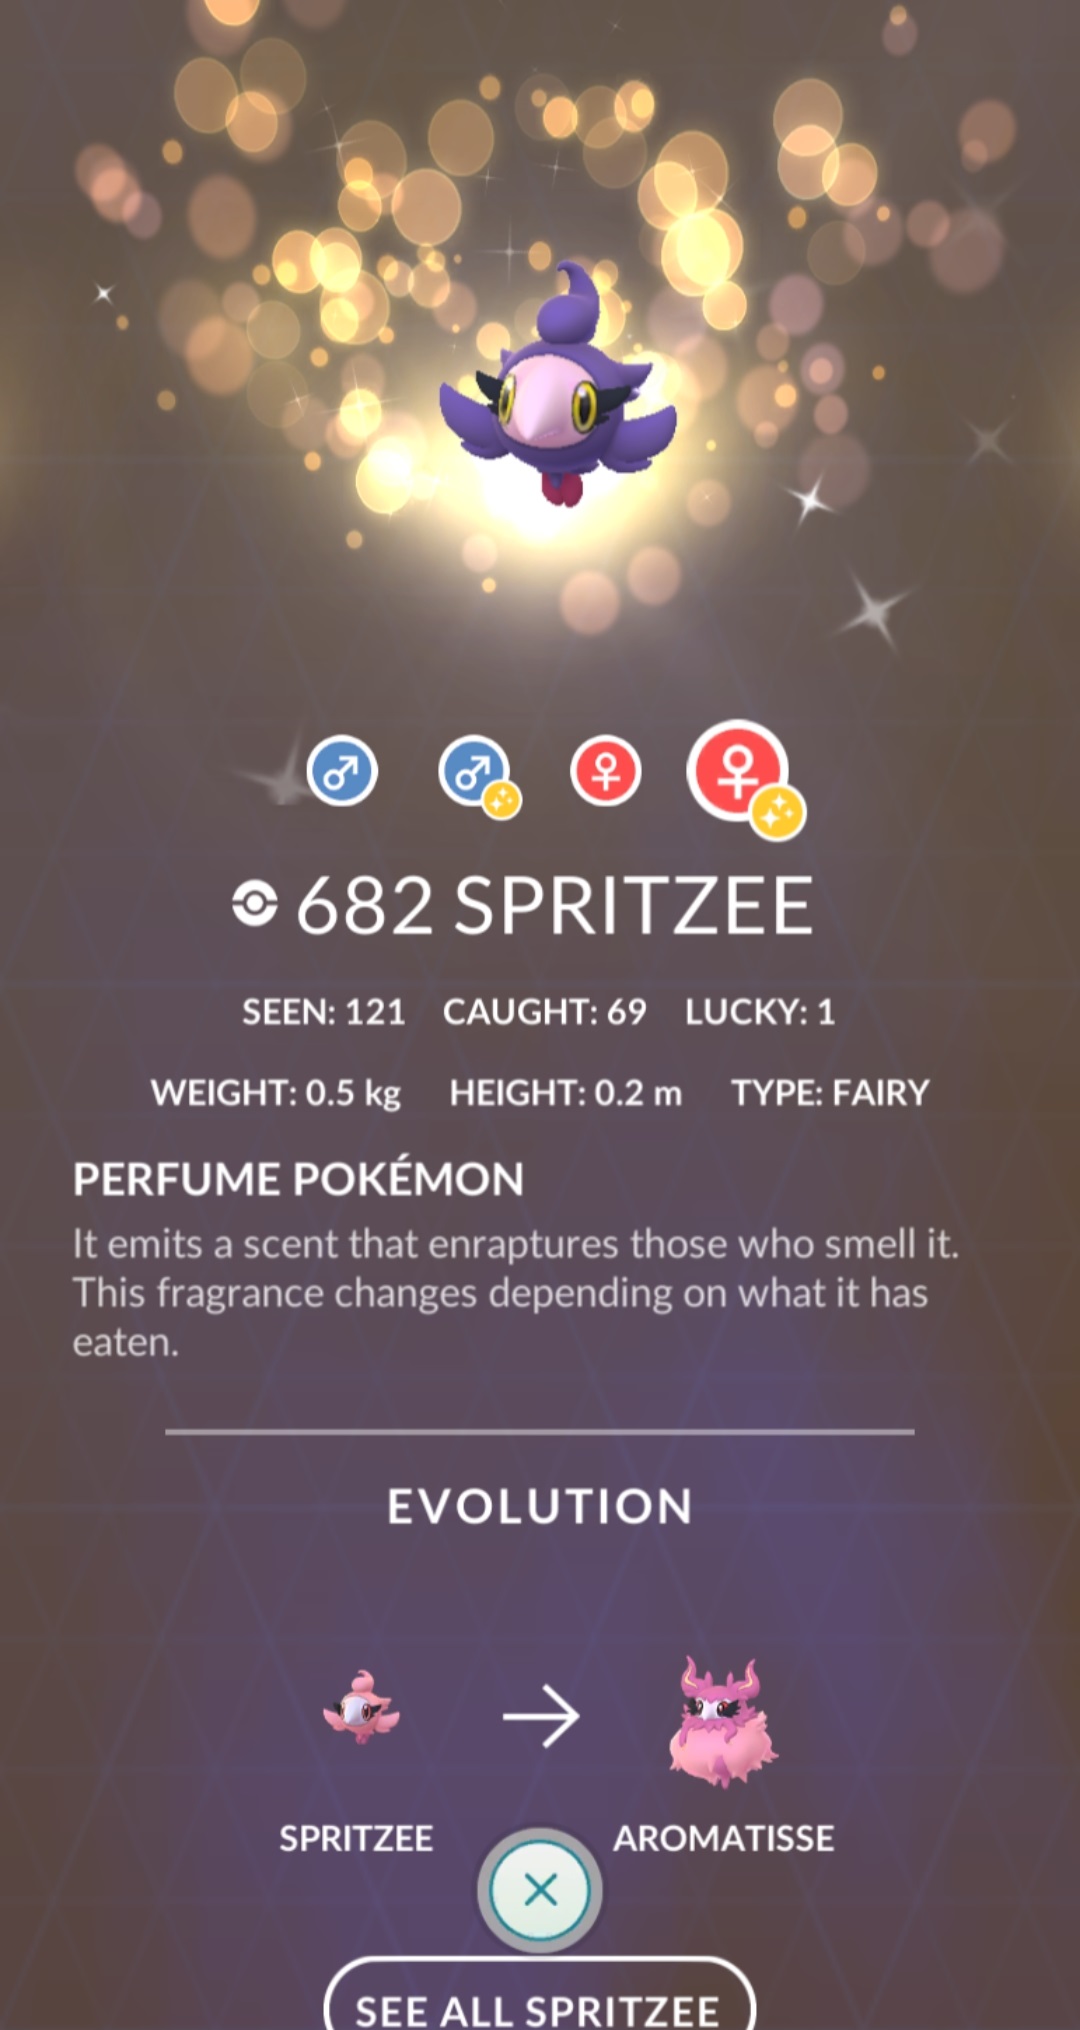 682 SPRITZEE
SEEN: 121 CAUGHT: 69 LUCKY: 1
WEIGHT: 0.5 kg HEIGHT: 0.2 m TYPE: FAIRY
PERFUME POKÉMON
It emits a scent that enraptures those who smell it.
This fragrance changes depending on what it has
eaten.
EVOLUTION
SPRITZEE AROMATISSE
SEE ALL SPRITZEE